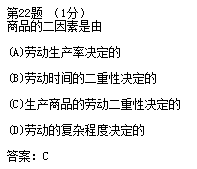 第22题 （1分）
商品的二因素是由
(A)劳动生产率决定的
(B)劳动时间的二重性决定的
(C)生产商品的劳动二重性决定的
(D)劳动的复杂程度决定的
答案：C